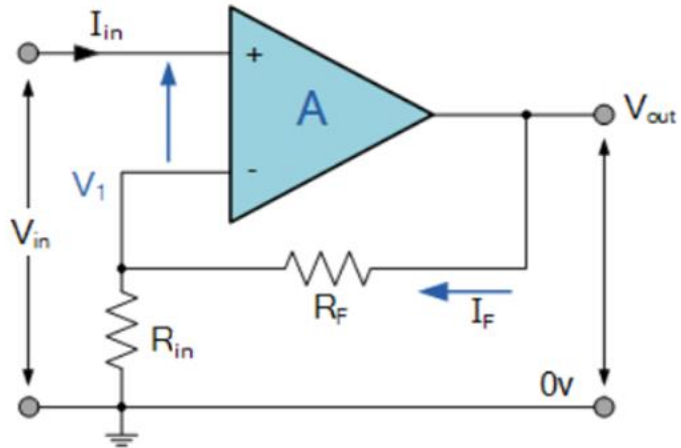 I_in
+
A
V_out
-
V_1
V_in
R_F
I_F
R_in
0v